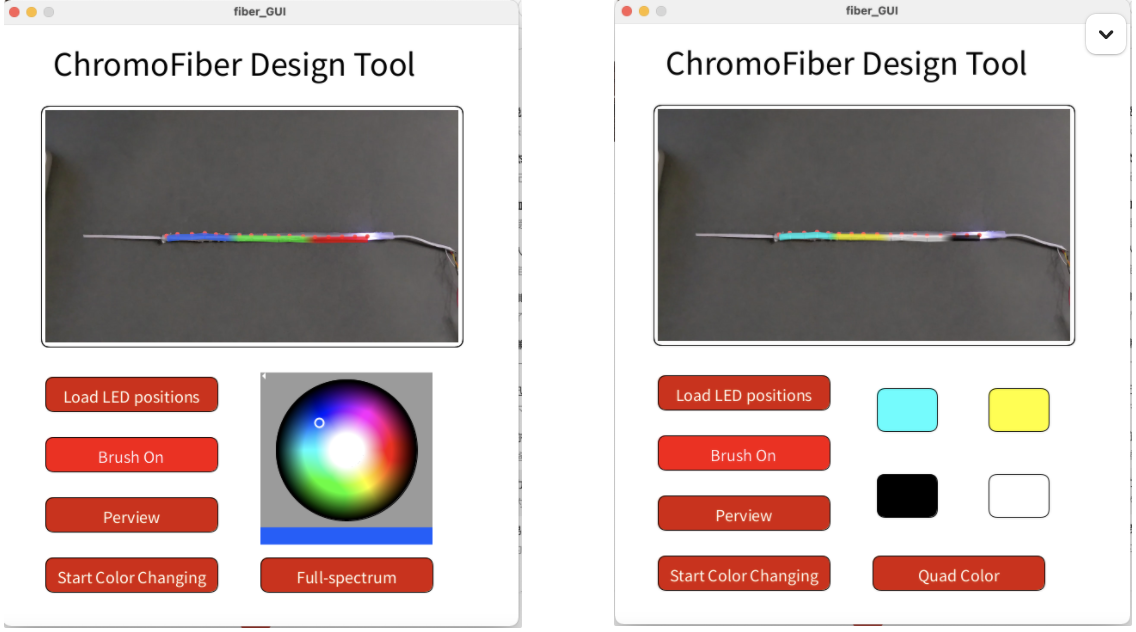 fiber_GUI
ChromoFiber Design Tool
Load LED positions
Brush On
Perview
Start Color Changing
Full-spectrum
fiber_GUI
ChromoFiber Design Tool
Load LED positions
Brush On
Perview
Start Color Changing
Quad Color